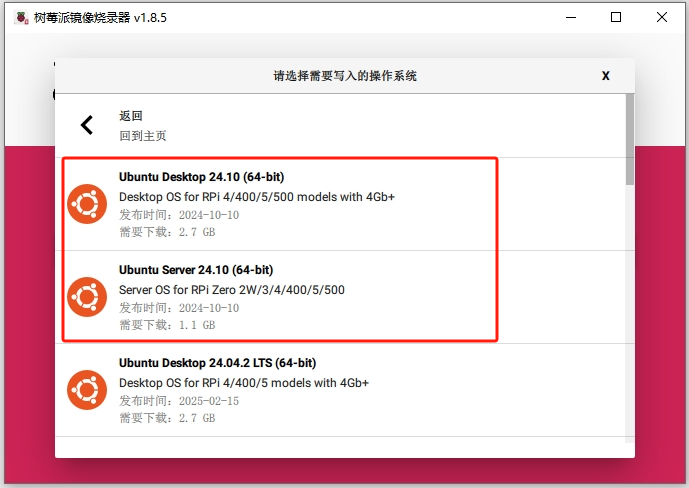 树莓派镜像烧录器 v1.8.5
请选择需要写入的操作系统
x
返回
回到主页
Ubuntu Desktop 24.10 (64-bit)
Desktop OS for RPi 4/400/5/500 models with 4Gb+
发布时间：2024-10-10
需要下载：2.7 GB
Ubuntu Server 24.10 (64-bit)
Server OS for RPi Zero 2W/3/4/400/5/500
发布时间：2024-10-10
需要下载：1.1 GB
Ubuntu Desktop 24.04.2 LTS (64-bit)
Desktop OS for RPi 4/400/5 models with 4Gb+
发布时间：2025-02-15
需要下载：2.7 GB